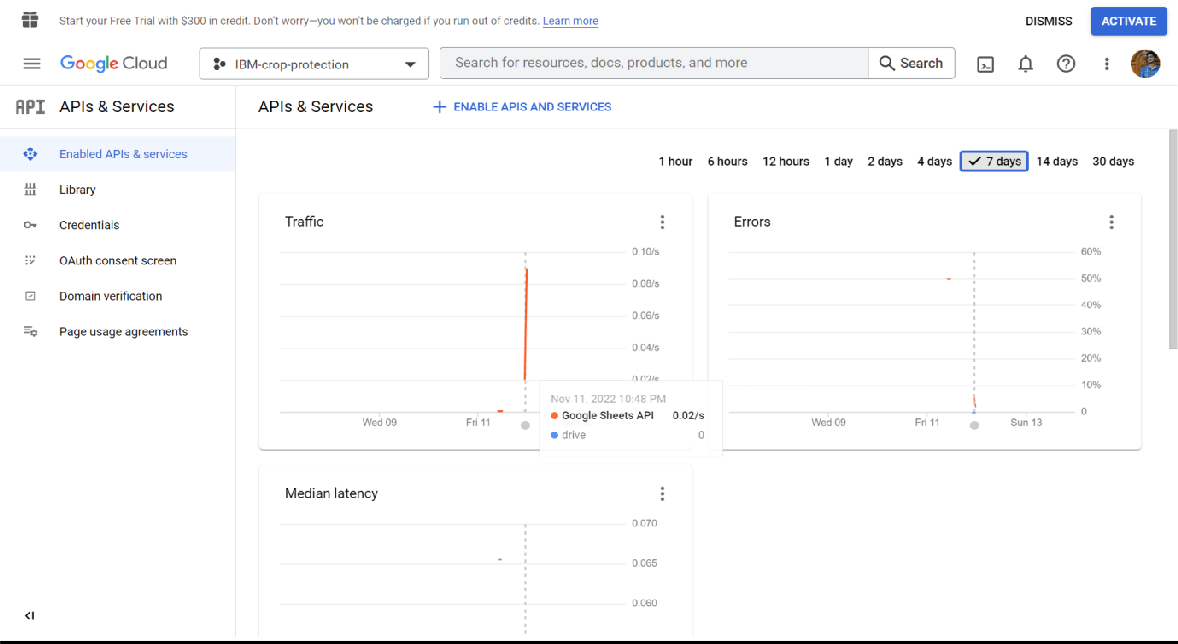 Start your Free Trial with $300 in credit. Don't worry—you won't be charged if you run out of credits. Learn more
DISMISS
ACTIVATE
Google Cloud
IBM-crop-protection
Search for resources, docs, products, and more
Search
API APIs & Services
APIs & Services
+ ENABLE APIS AND SERVICES
Enabled APIs & services
Library
Credentials
OAuth consent screen
Domain verification
Page usage agreements
1 hour 6 hours 12 hours 1 day 2 days 4 days 7 days 14 days 30 days
Traffic
0.10/s
0.08/s
0.06/s
0.04/s
0.02/s
Wed 09 Fri 11
Nov 11, 2022 10:48 PM
Google Sheets API 0.02/s
drive 0
Errors
60%
50%
40%
30%
20%
10%
0
Wed 09 Fri 11 Sun 13
Median latency
0.070
0.065
0.060